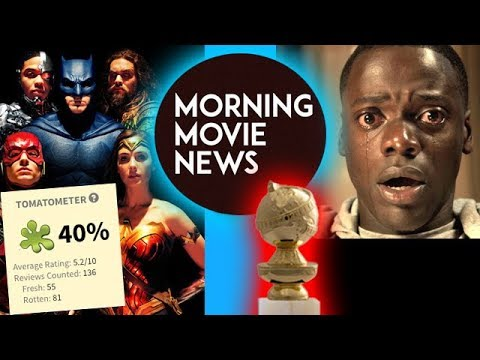 MORNING
MOVIE
NEWS
TOMATOMETER ?
40%
Average Rating: 5.2/10
Reviews Counted: 136
Fresh: 55
Rotten: 81